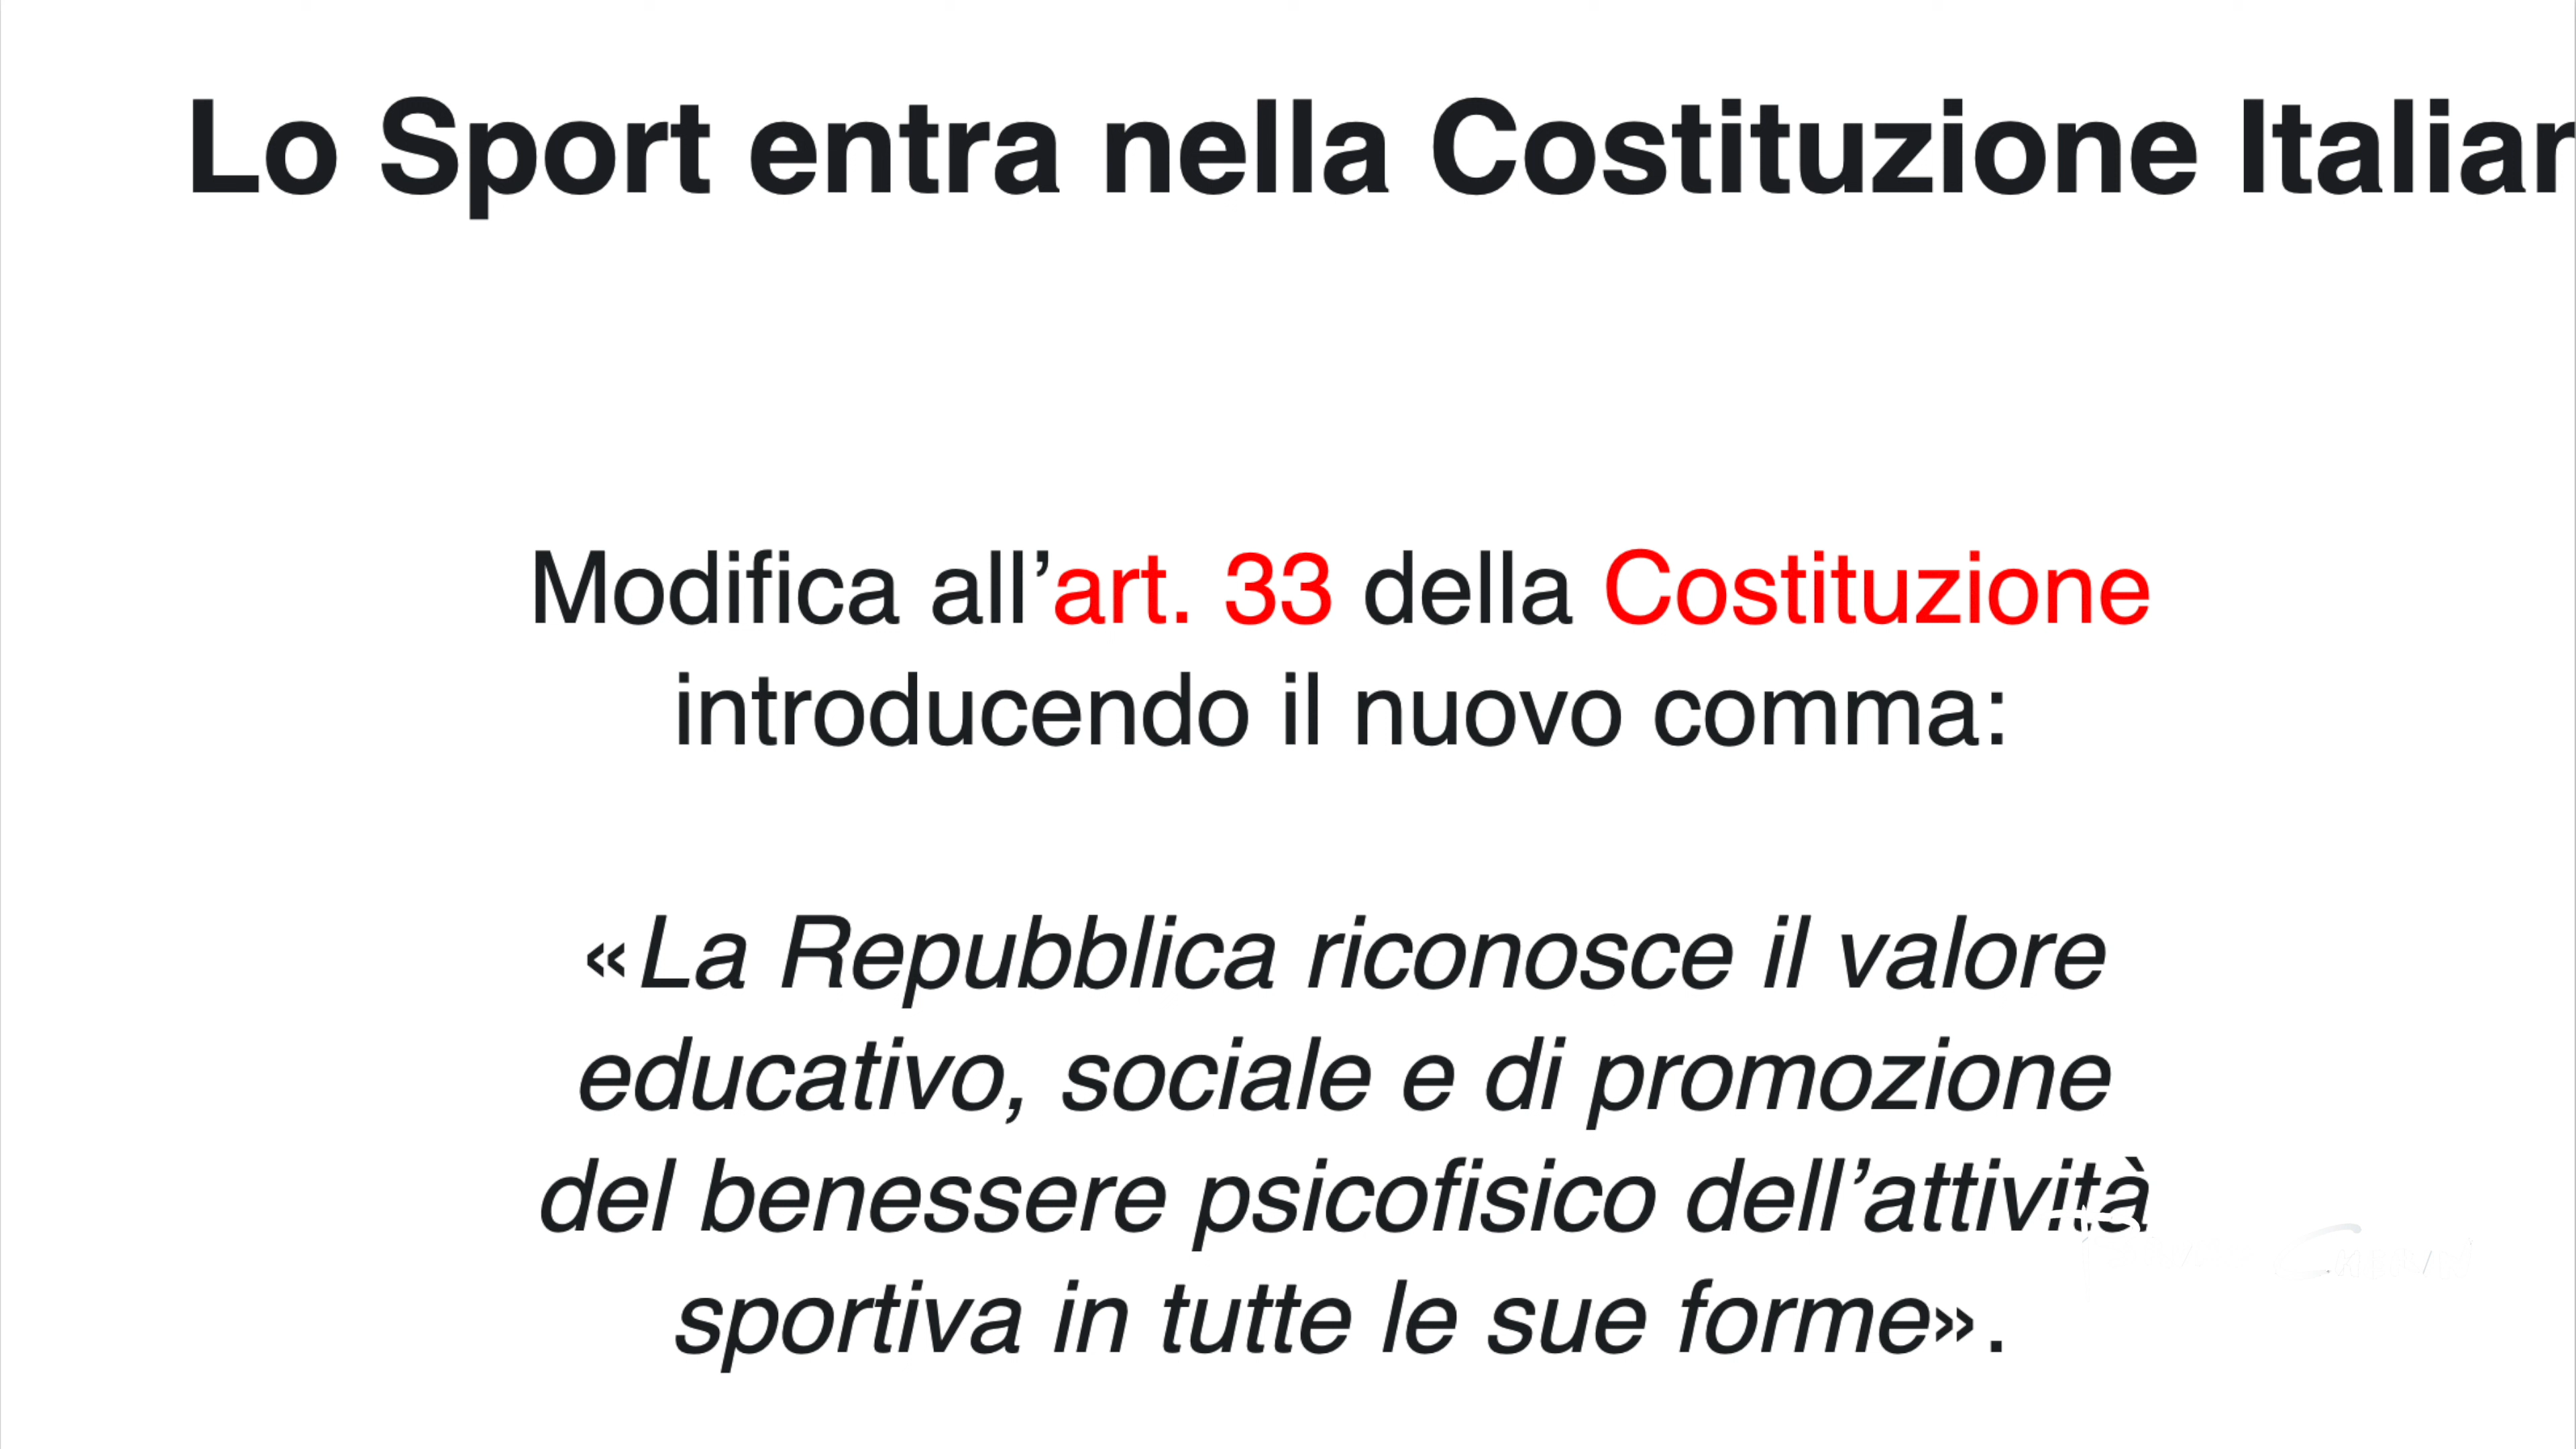 Lo Sport entra nella Costituzione Italian
Modifica all’art. 33 della Costituzione
introducendo il nuovo comma:
«La Repubblica riconosce il valore
educativo, sociale e di promozione
del benessere psicofisico dell’attività
sportiva in tutte le sue forme».